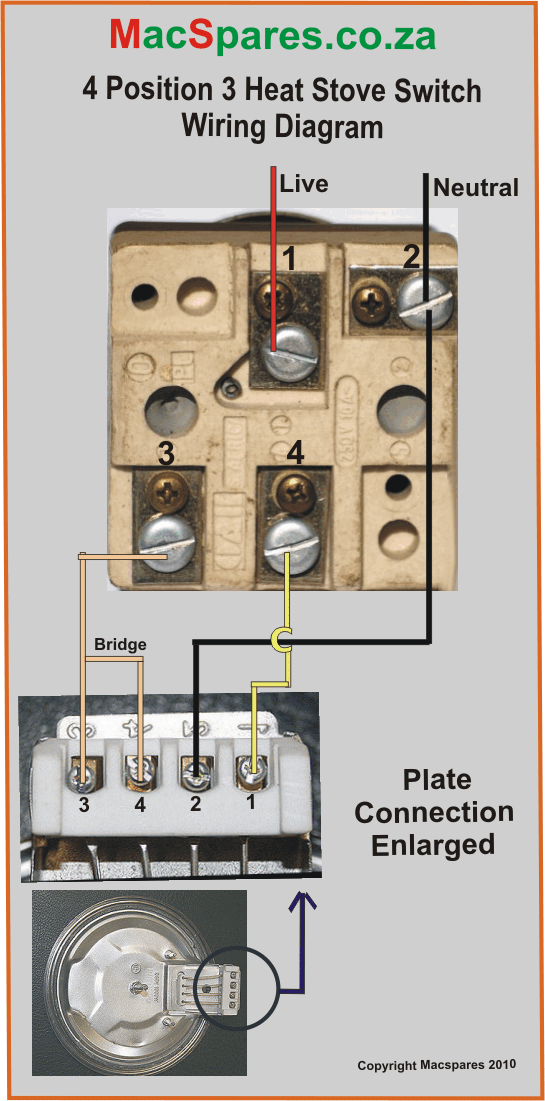 MacSpares.co.za
4 Position 3 Heat Stove Switch
Wiring Diagram
Live
Neutral
1
2
3
4
Bridge
C
3 4 2 1
Plate
Connection
Enlarged
Copyright Macspares 2010